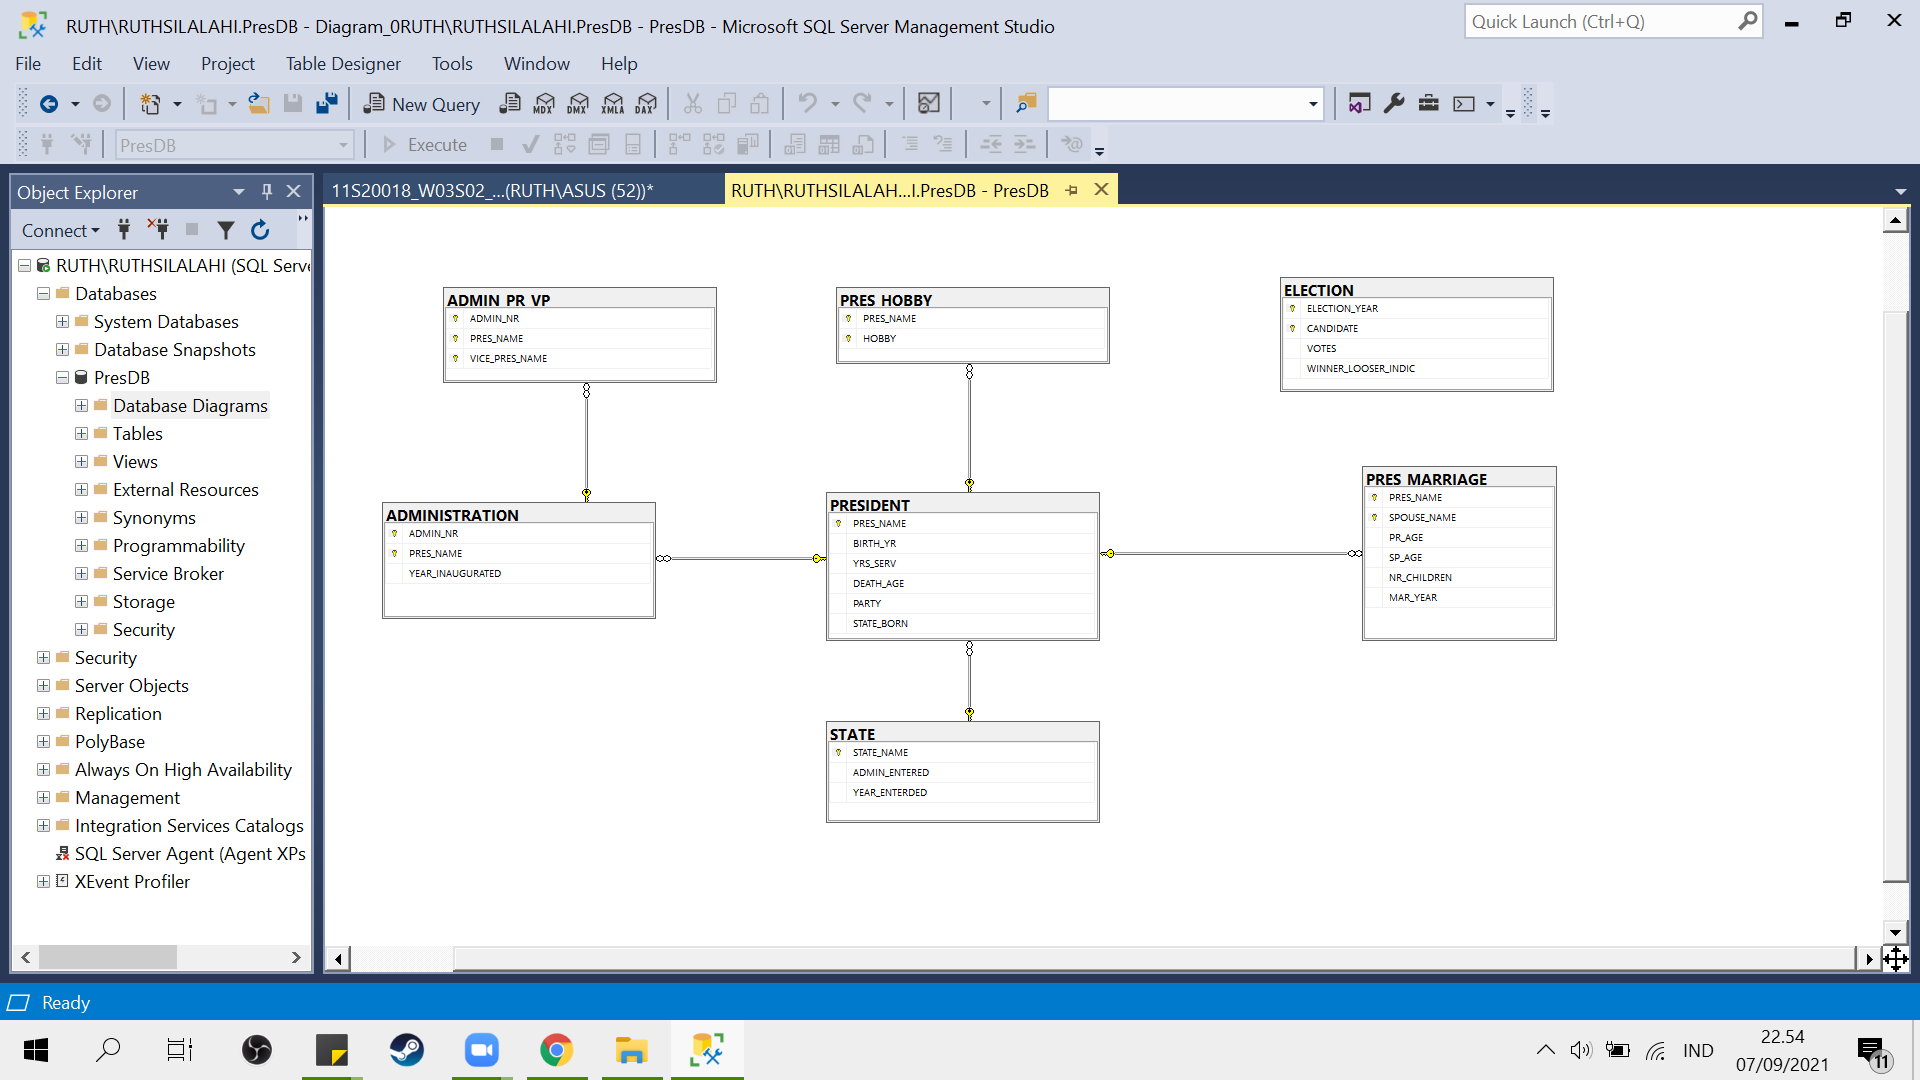 RUTH\RUTHSILALAHI.PresDB - Diagram_0RUTH\RUTHSILALAHI.PresDB - PresDB - Microsoft SQL Server Management Studio
Quick Launch (Ctrl+Q)
File Edit View Project Table Designer Tools Window Help
New Query MDX DMX XMLA DAX
PresDB Execute
Object Explorer
11S20018_W03S02_...(RUTH\ASUS (52))*
RUTH\RUTHSILALAH...I.PresDB - PresDB
Connect
RUTH\RUTHSILALAHI (SQL Serve
Databases
System Databases
Database Snapshots
PresDB
Database Diagrams
Tables
Views
External Resources
Synonyms
Programmability
Service Broker
Storage
Security
Security
Server Objects
Replication
PolyBase
Always On High Availability
Management
Integration Services Catalogs
SQL Server Agent (Agent XPs
XEvent Profiler
ADMIN_PR_VP
ADMIN_NR
PRES_NAME
VICE_PRES_NAME
PRES_HOBBY
PRES_NAME
HOBBY
ELECTION
ELECTION_YEAR
CANDIDATE
VOTES
WINNER_LOOSER_INDIC
ADMINISTRATION
ADMIN_NR
PRES_NAME
YEAR_INAUGURATED
PRESIDENT
PRES_NAME
BIRTH_YR
YRS_SERV
DEATH_AGE
PARTY
STATE_BORN
PRES_MARRIAGE
PRES_NAME
SPOUSE_NAME
PR_AGE
SP_AGE
NR_CHILDREN
MAR_YEAR
STATE
STATE_NAME
ADMIN_ENTERED
YEAR_ENTERDED
Ready
IND
22.54
07/09/2021
11